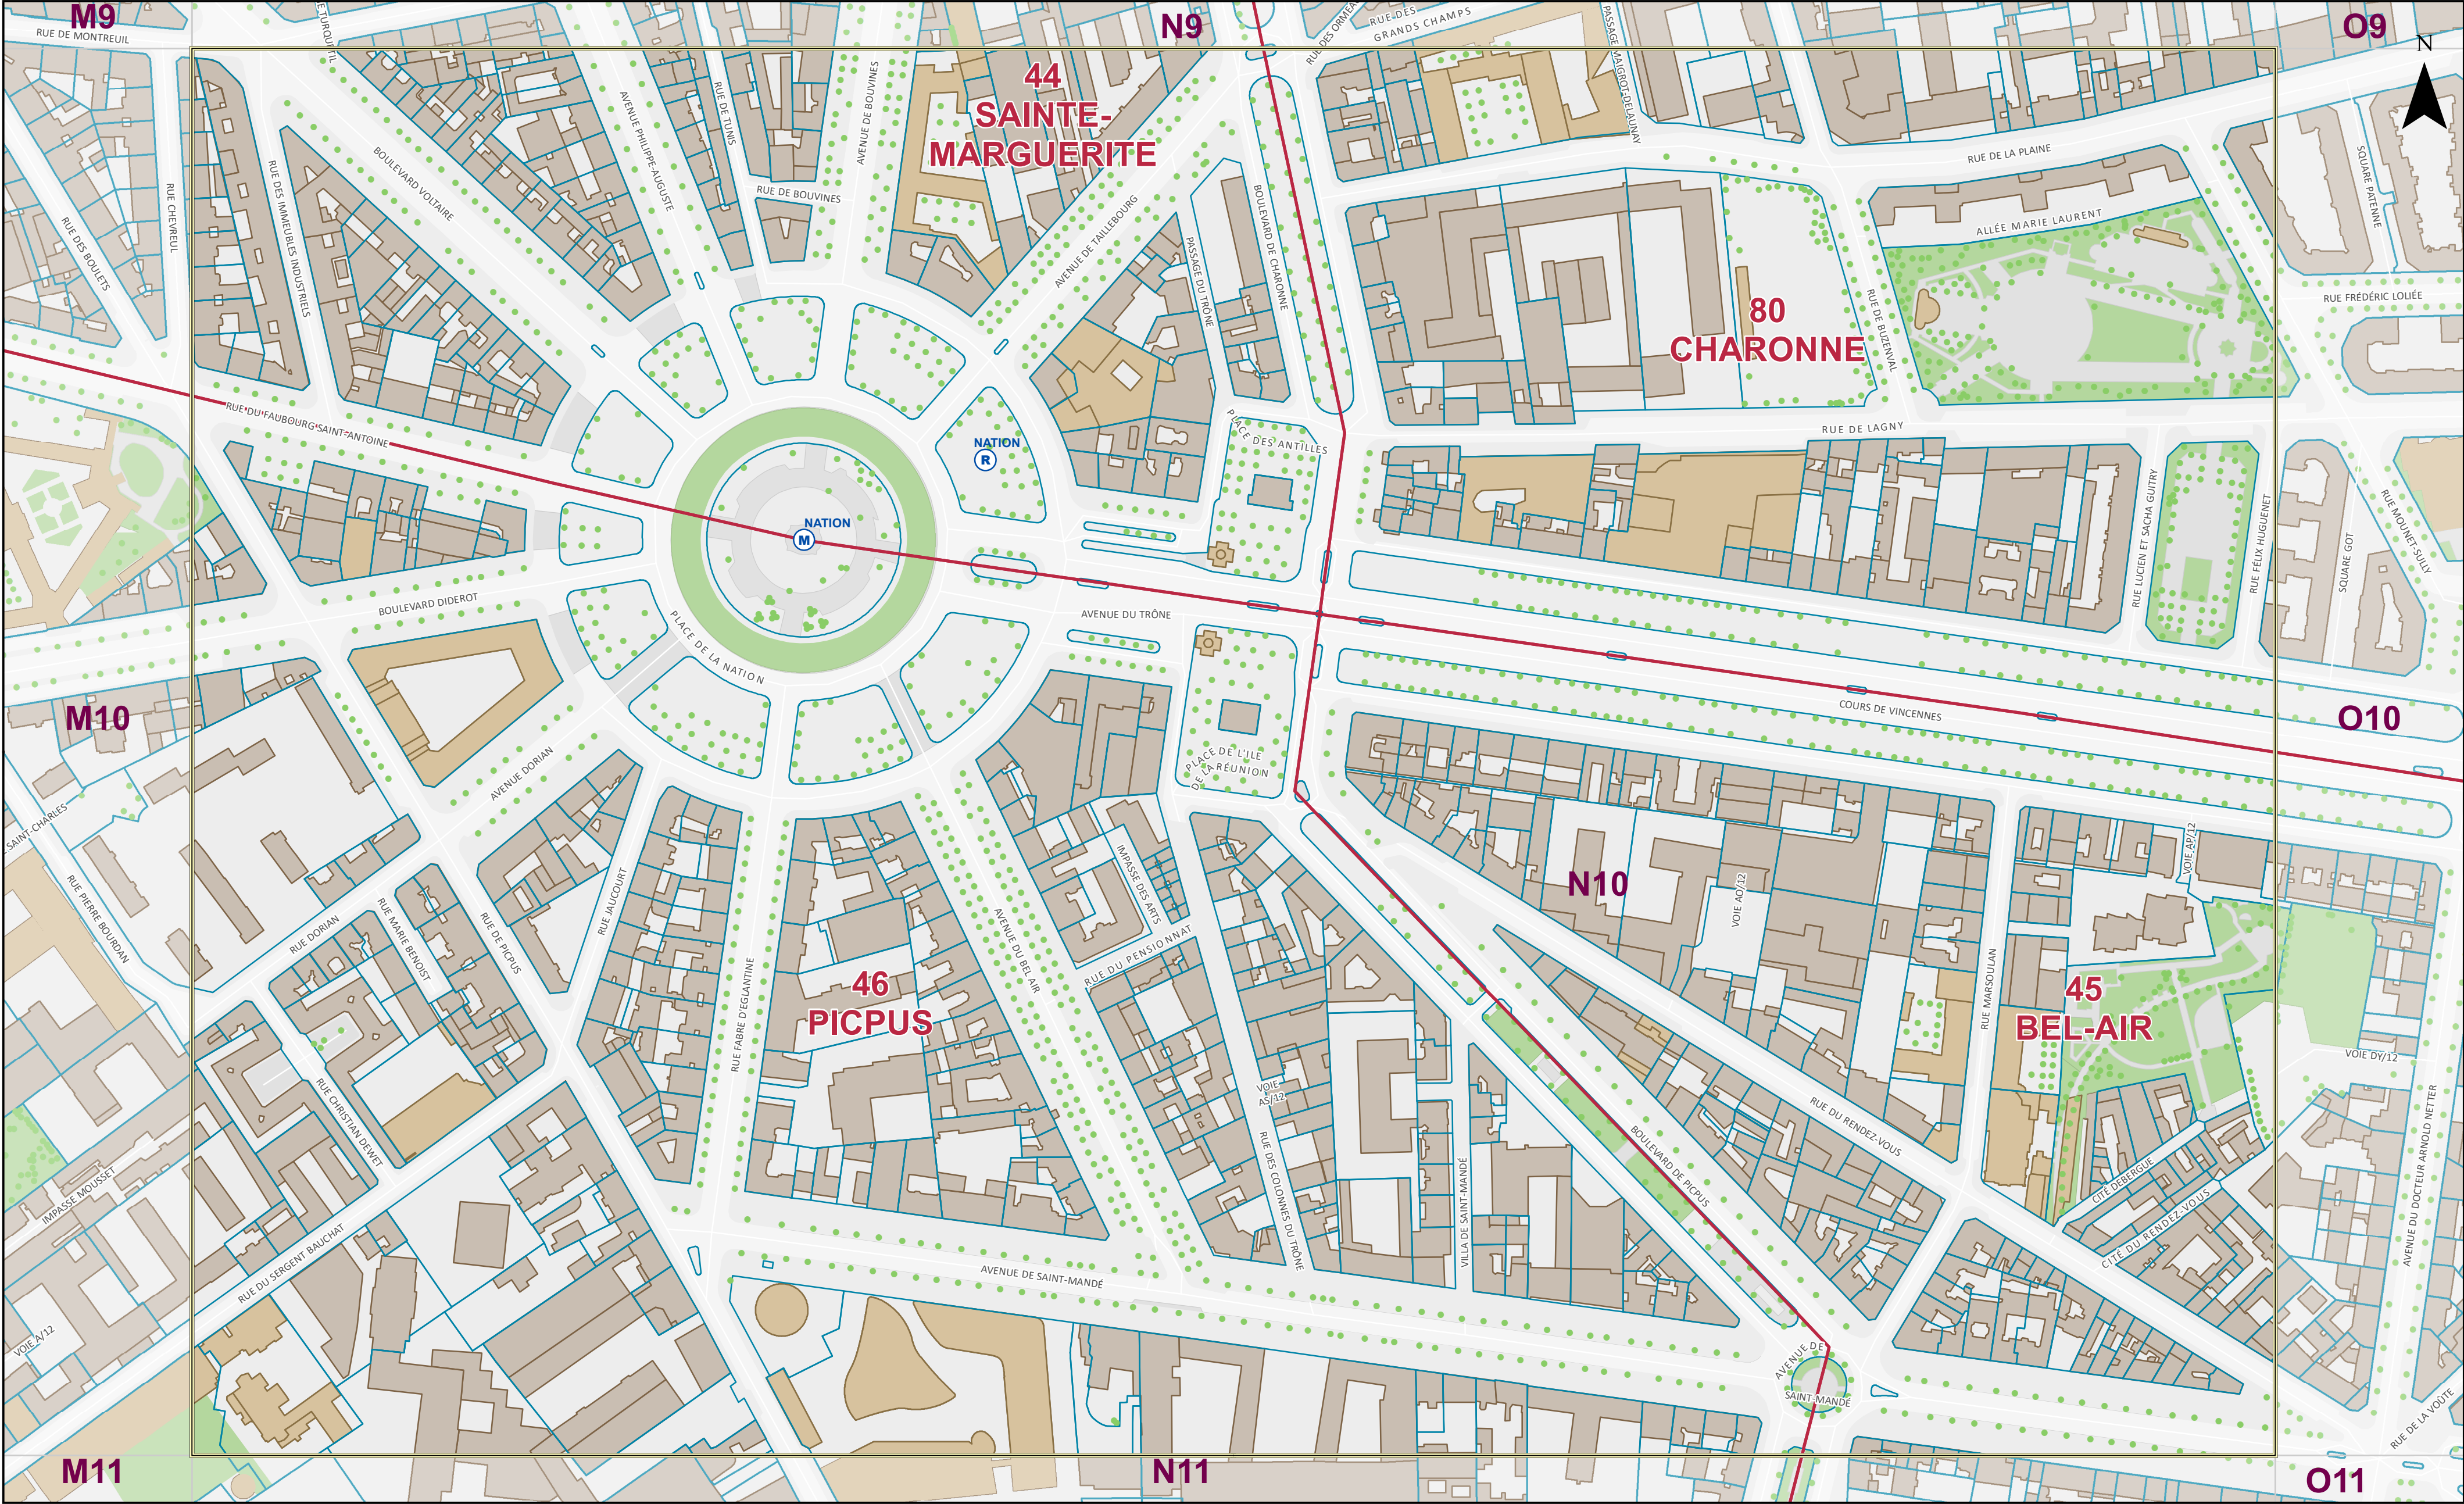 M9
N9
O9
N
RUE DE MONTREUIL
RUE DES ORMEAUX
RUE DES
GRANDS CHAMPS
PASSAGE MAIGROT-DELAUNAY
44
SAINTE-
MARGUERITE
RUE CHEVREUL
RUE DES BOULETS
RUE DES IMMEUBLES INDUSTRIELS
BOULEVARD VOLTAIRE
AVENUE PHILIPPE-AUGUSTE
RUE DE TUNIS
RUE DE BOUVINES
AVENUE DE BOUVINES
AVENUE DE TAILLEBOURG
PASSAGE DU TRÔNE
BOULEVARD DE CHARONNE
RUE DE LA PLAINE
ALLÉE MARIE LAURENT
SQUARE PATENNE
RUE FRÉDÉRIC LOLIÉE
RUE DE BUZENVAL
80
CHARONNE
RUE DU FAUBOURG SAINT-ANTOINE
PLACE DES ANTILLES
RUE DE LAGNY
NATION
R
NATION
M
RUE LUCIEN ET SACHA GUITRY
RUE FÉLIX HUGUENET
SQUARE GOT
RUE MOUNET-SULLY
BOULEVARD DIDEROT
PLACE DE LA NATION
AVENUE DU TRÔNE
COURS DE VINCENNES
M10
O10
AVENUE DORIAN
PLACE DE L'ILE
DE LA RÉUNION
SAINT-CHARLES
RUE PIERRE BOURDAN
RUE DORIAN
RUE MARIE BENOIST
RUE DE PICPUS
RUE JAUCOURT
IMPASSE DES ARTS
RUE DU PENSIONNAT
AVENUE DU BEL AIR
RUE FABRE D'EGLANTINE
46
PICPUS
N10
VOIE AO/12
VOIE AP/12
RUE MARSOULAN
45
BEL-AIR
VOIE DY/12
VOIE
AS/12
RUE CHRISTIAN DEWET
RUE DES COLONNES DU TRÔNE
VILLA DE SAINT-MANDÉ
BOULEVARD DE PICPUS
RUE DU RENDEZ-VOUS
CITÉ DEBERGUE
CITÉ DU RENDEZ-VOUS
AVENUE DU DOCTEUR ARNOLD NETTER
IMPASSE MOUSSET
RUE DU SERGENT BAUCHAT
VOIE A/12
AVENUE DE SAINT-MANDÉ
AVENUE DE
SAINT-MANDÉ
RUE DE LA VOÛTE
M11
N11
O11